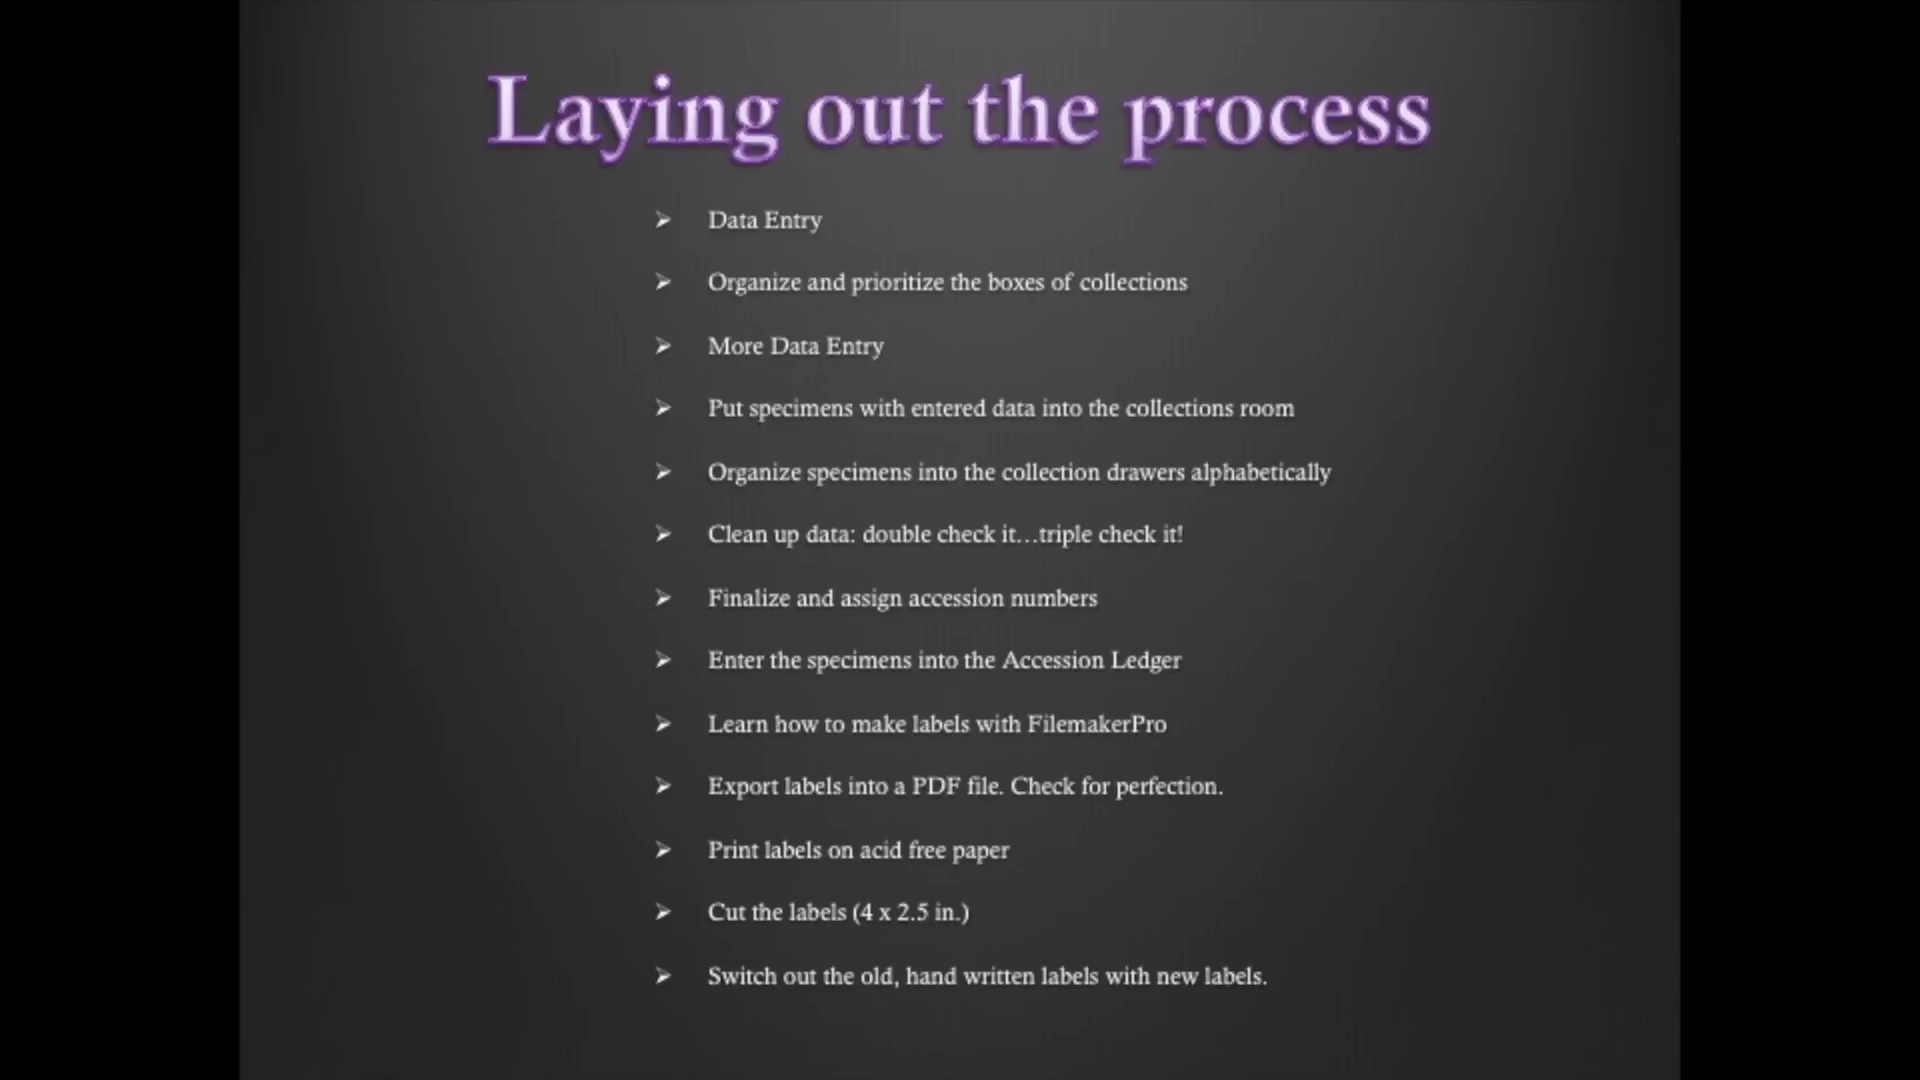 Laying out the process
Data Entry
Organize and prioritize the boxes of collections
More Data Entry
Put specimens with entered data into the collections room
Organize specimens into the collection drawers alphabetically
Clean up data: double check it…triple check it!
Finalize and assign accession numbers
Enter the specimens into the Accession Ledger
Learn how to make labels with FilemakerPro
Export labels into a PDF file. Check for perfection.
Print labels on acid free paper
Cut the labels (4 x 2.5 in.)
Switch out the old, hand written labels with new labels.